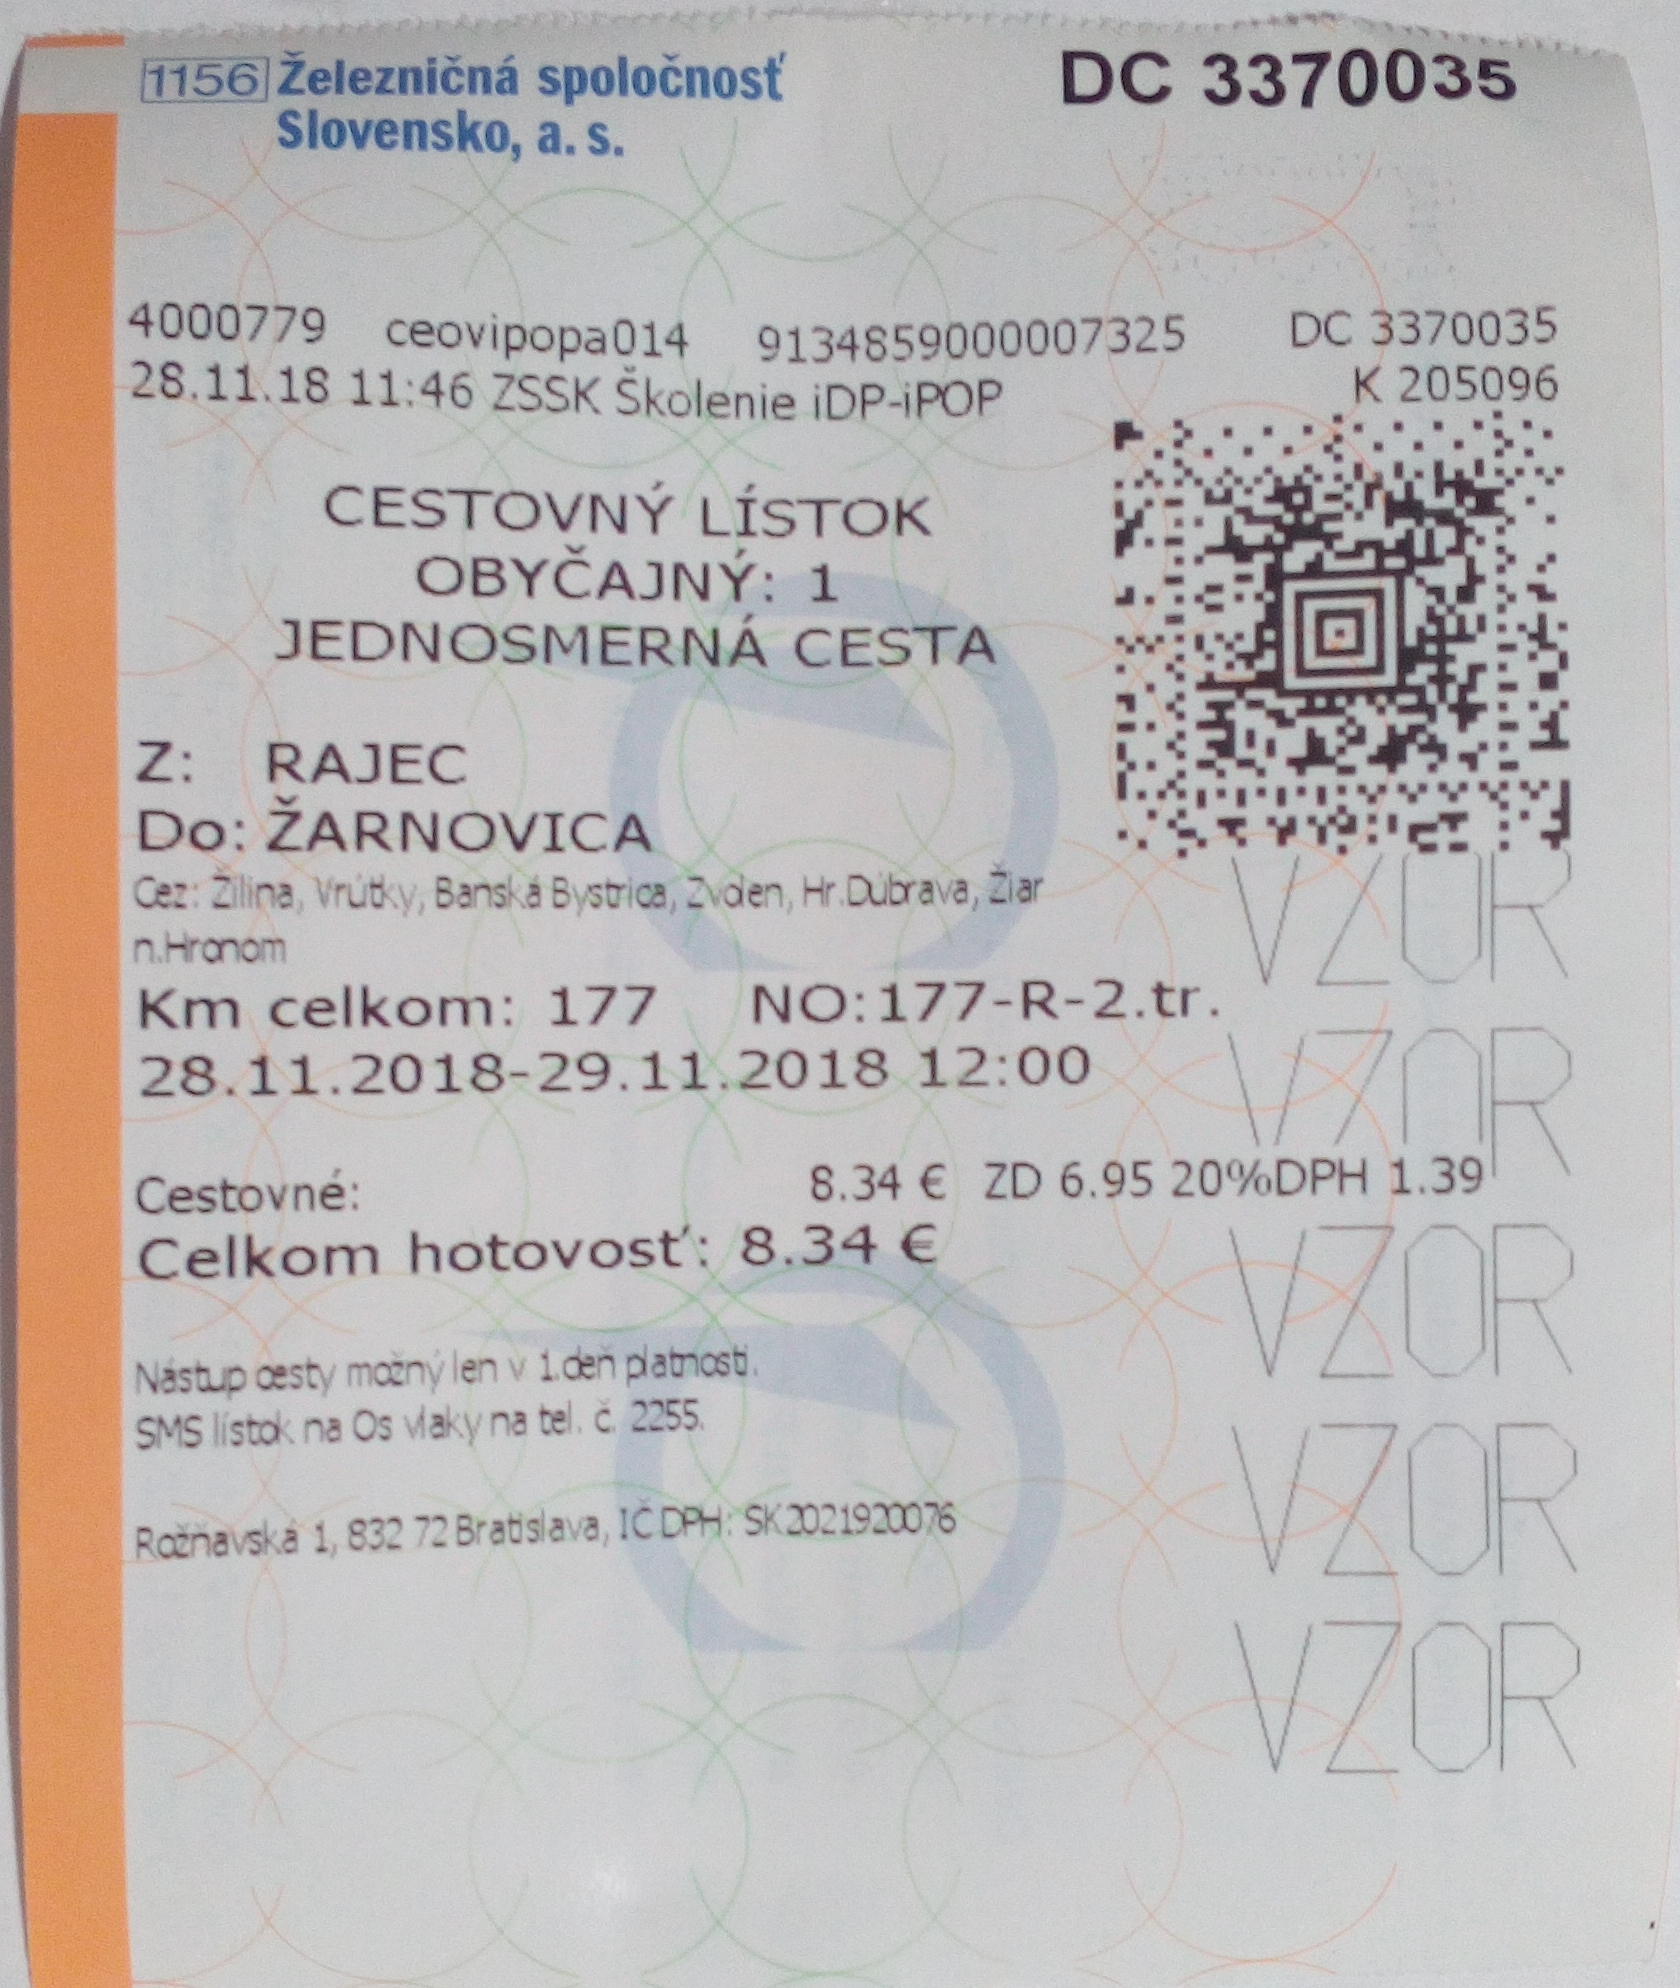 1156 Železničná spoločnosť
Slovensko, a. s.
DC 3370035
4000779 ceovipopa014 9134859000007325 DC 3370035
28.11.18 11:46 ZSSK Školenie iDP-iPOP K 205096
CESTOVNÝ LÍSTOK
OBYČAJNÝ: 1
JEDNOSMERNÁ CESTA
Z: RAJEC
Do: ŽARNOVICA
Cez: Žilina, Vrútky, Banská Bystrica, Zvolen, Hr.Dúbrava, Žiar
n.Hronom
VZOR
Km celkom: 177 NO:177-R-2.tr.
28.11.2018-29.11.2018 12:00
VZOR
Cestovné: 8.34 € ZD 6.95 20%DPH 1.39
Celkom hotovosť: 8.34 €
VZOR
Nástup cesty možný len v 1.deň platnosti.
SMS lístok na Os vlaky na tel. č. 2255.
VZOR
Rožňavská 1, 832 72 Bratislava, IČ DPH: SK2021920076
VZOR